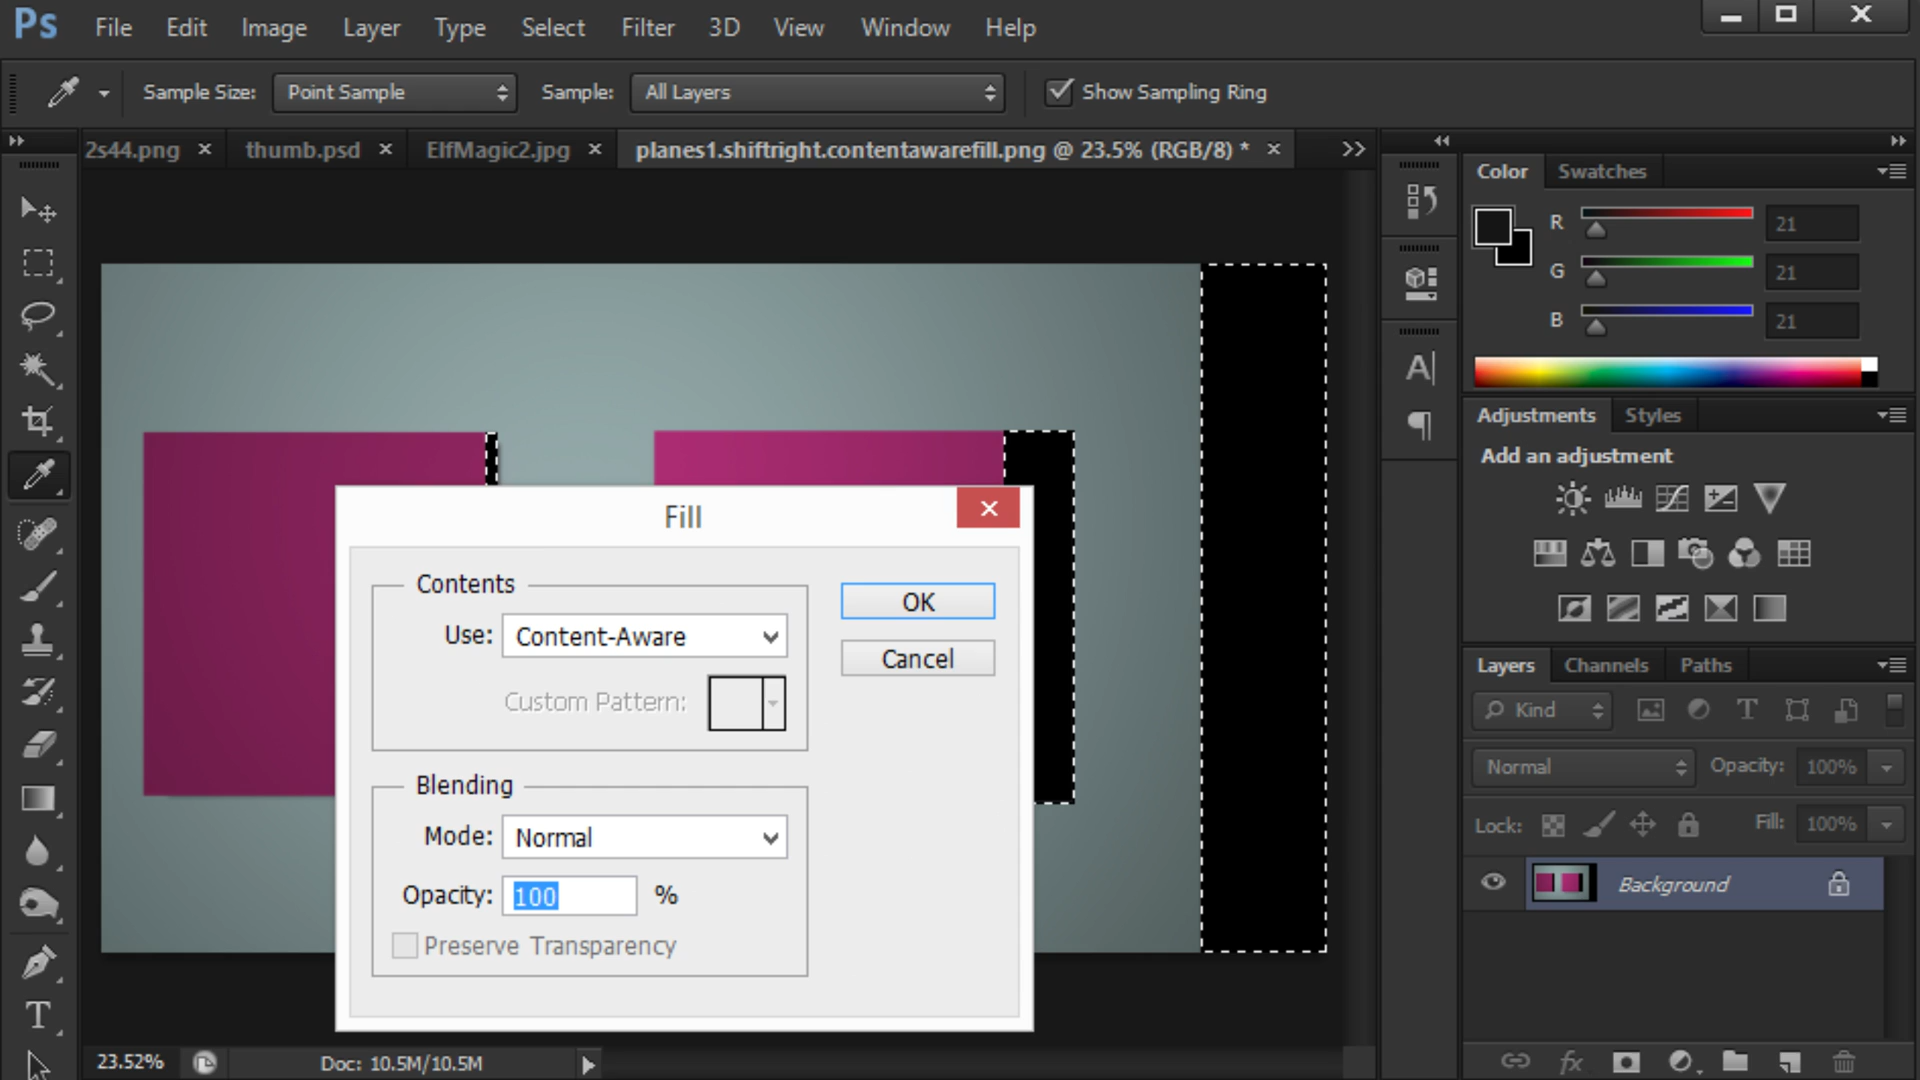 Ps File Edit Image Layer Type Select Filter 3D View Window Help
Sample Size: Point Sample Sample: All Layers Show Sampling Ring
2s44.png × thumb.psd × ElfMagic2.jpg × planes1.shiftright.contentawarefill.png @ 23.5% (RGB/8) * ×
Color Swatches
R 21
G 21
B 21
Adjustments Styles
Add an adjustment
Fill
Contents
Use: Content-Aware
Custom Pattern:
OK
Cancel
Blending
Mode: Normal
Opacity: 100 %
Preserve Transparency
Layers Channels Paths
Kind T
Normal Opacity: 100%
Lock: Fill: 100%
Background
A
¶
T
fx
23.52% Doc: 10.5M/10.5M